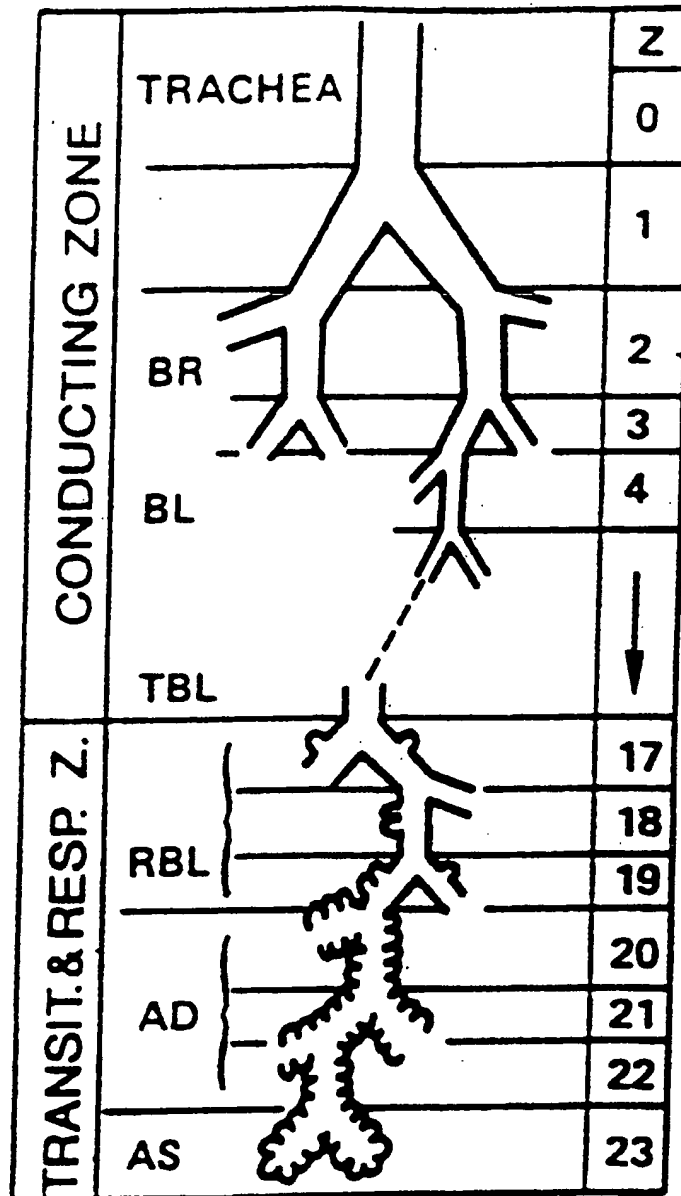 Z
TRACHEA
0
CONDUCTING ZONE
1
BR
2
3
BL
4
TBL
TRANSIT. & RESP. Z.
17
18
RBL
19
20
AD
21
22
AS
23